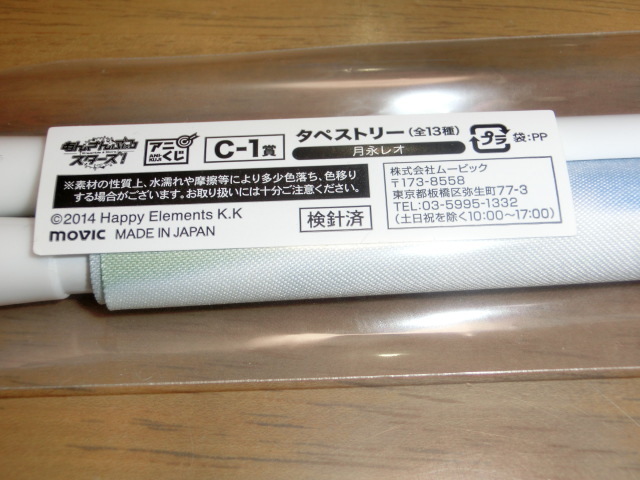 あんさんぶる
スターズ!
アニくじ
C-1賞
タペストリー(全13種)
月永レオ
プラ
袋:PP
※素材の性質上、水濡れや摩擦等により多少色落ち、色移り
する場合がございます。お取り扱いには十分ご注意ください。
©2014 Happy Elements K.K
movic MADE IN JAPAN
検針済
株式会社ムービック
〒173-8558
東京都板橋区弥生町77-3
TEL:03-5995-1332
(土日祝を除く10:00~17:00)